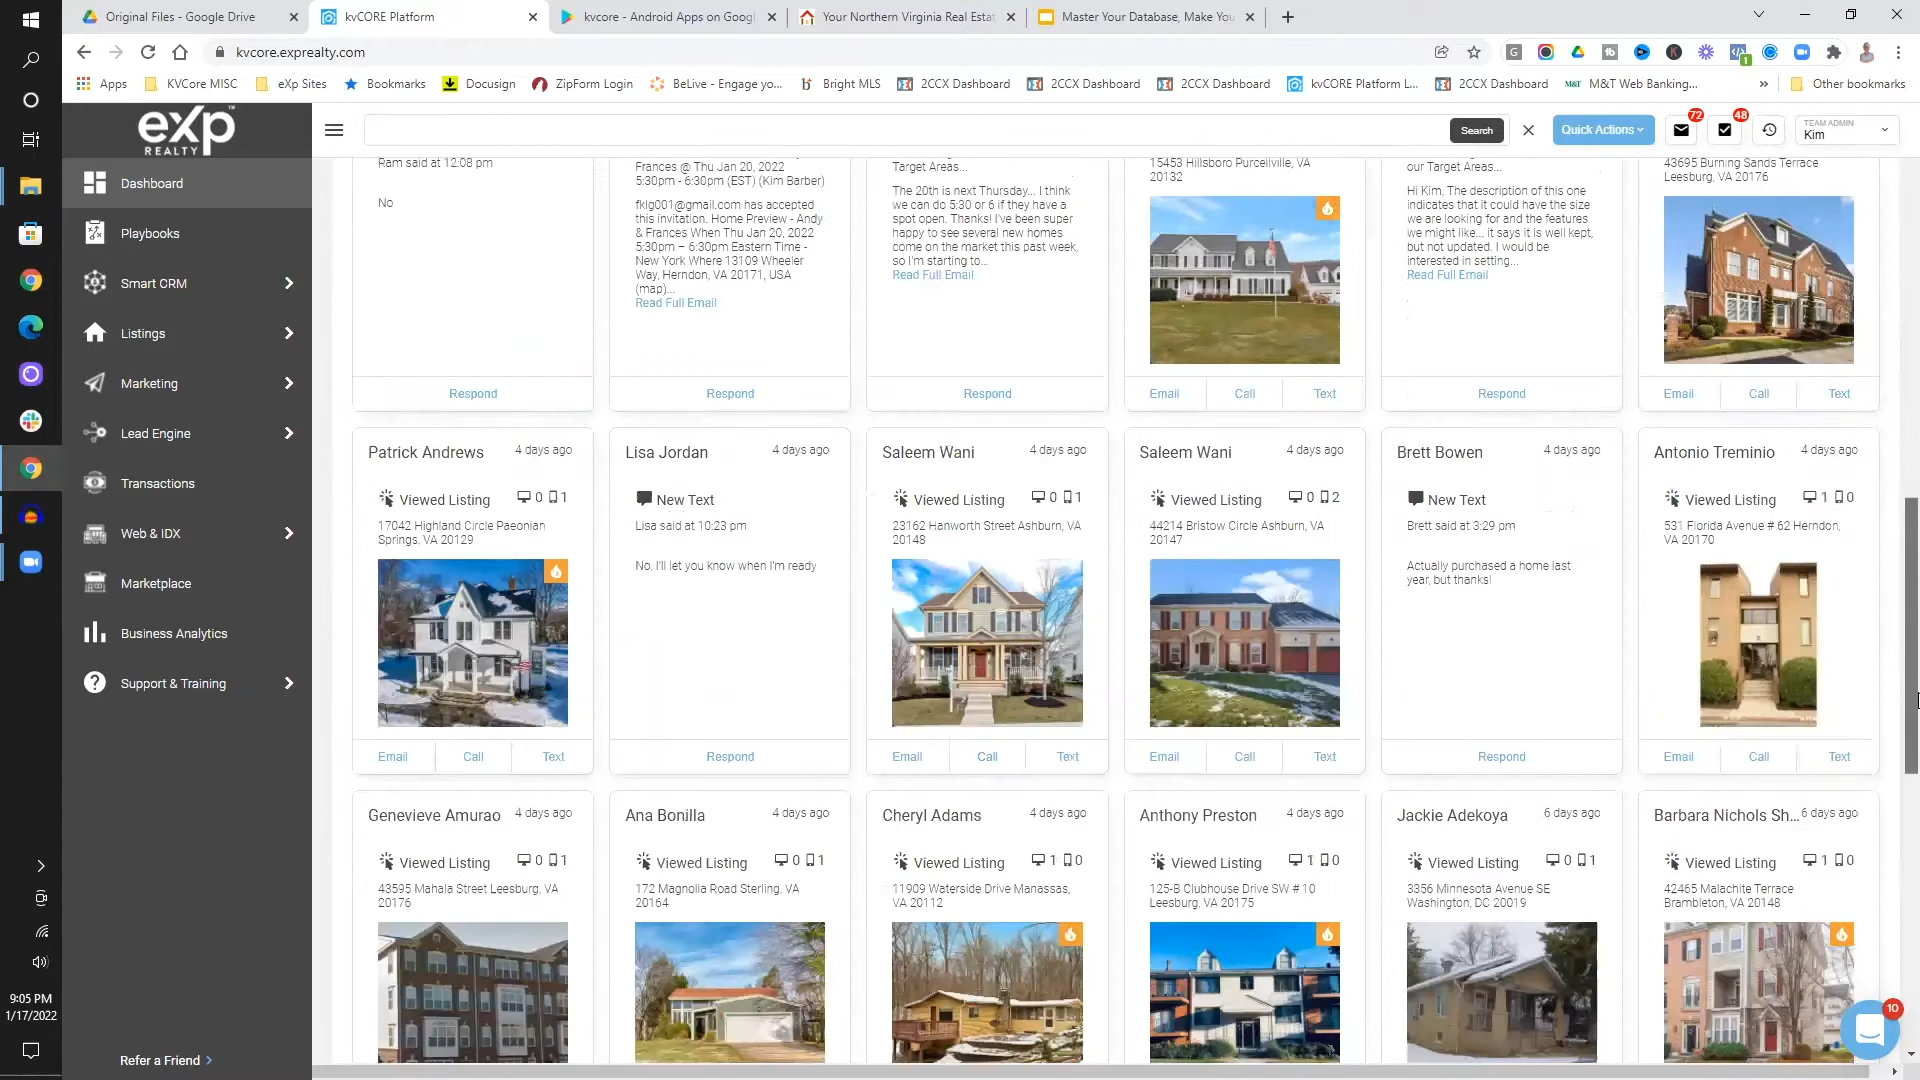 Original Files - Google Drive
kvCORE Platform
kvcore - Android Apps on Googl
Your Northern Virginia Real Estat
Master Your Database, Make You
kvcore.exprealty.com
Apps
KVCore MISC
eXp Sites
Bookmarks
Docusign
ZipForm Login
BeLive - Engage yo...
Bright MLS
2CCX Dashboard
2CCX Dashboard
2CCX Dashboard
kvCORE Platform L...
2CCX Dashboard
M&T Web Banking...
»
Other bookmarks
eXp
REALTY
Search
Quick Actions
72
48
TEAM ADMIN
Kim
Dashboard
Playbooks
Smart CRM
Listings
Marketing
Lead Engine
Transactions
Web & IDX
Marketplace
Business Analytics
Support & Training
Refer a Friend
9:05 PM
1/17/2022
Ram said at 12:08 pm
No
Respond
Frances @ Thu Jan 20, 2022
5:30pm - 6:30pm (EST) (Kim Barber)
fklg001@gmail.com has accepted
this invitation. Home Preview - Andy
& Frances When Thu Jan 20, 2022
5:30pm – 6:30pm Eastern Time -
New York Where 13109 Wheeler
Way, Herndon, VA 20171, USA
(map)...
Read Full Email
Respond
Target Areas...
The 20th is next Thursday... I think
we can do 5:30 or 6 if they have a
spot open. Thanks! I've been super
happy to see several new homes
come on the market this past week,
so I'm starting to...
Read Full Email
Respond
15453 Hillsboro Purcellville, VA
20132
Email
Call
Text
our Target Areas...
Hi Kim, The description of this one
indicates that it could have the size
we are looking for and the features
we might like... it says it is well kept,
but not updated. I would be
interested in setting...
Read Full Email
Respond
43695 Burning Sands Terrace
Leesburg, VA 20176
Email
Call
Text
Patrick Andrews
4 days ago
Viewed Listing
0 1
17042 Highland Circle Paeonian
Springs, VA 20129
Email
Call
Text
Lisa Jordan
4 days ago
New Text
Lisa said at 10:23 pm
No, I'll let you know when I'm ready
Respond
Saleem Wani
4 days ago
Viewed Listing
0 1
23162 Hanworth Street Ashburn, VA
20148
Email
Call
Text
Saleem Wani
4 days ago
Viewed Listing
0 2
44214 Bristow Circle Ashburn, VA
20147
Email
Call
Text
Brett Bowen
4 days ago
New Text
Brett said at 3:29 pm
Actually purchased a home last
year, but thanks!
Respond
Antonio Treminio
4 days ago
Viewed Listing
1 0
531 Florida Avenue # 62 Herndon,
VA 20170
Email
Call
Text
Genevieve Amurao
4 days ago
Viewed Listing
0 1
43595 Mahala Street Leesburg, VA
20176
Ana Bonilla
4 days ago
Viewed Listing
0 1
172 Magnolia Road Sterling, VA
20164
Cheryl Adams
4 days ago
Viewed Listing
1 0
11909 Waterside Drive Manassas,
VA 20112
Anthony Preston
4 days ago
Viewed Listing
1 0
125-B Clubhouse Drive SW # 10
Leesburg, VA 20175
Jackie Adekoya
6 days ago
Viewed Listing
0 1
3356 Minnesota Avenue SE
Washington, DC 20019
Barbara Nichols Sh...
6 days ago
Viewed Listing
1 0
42465 Malachite Terrace
Brambleton, VA 20148
10